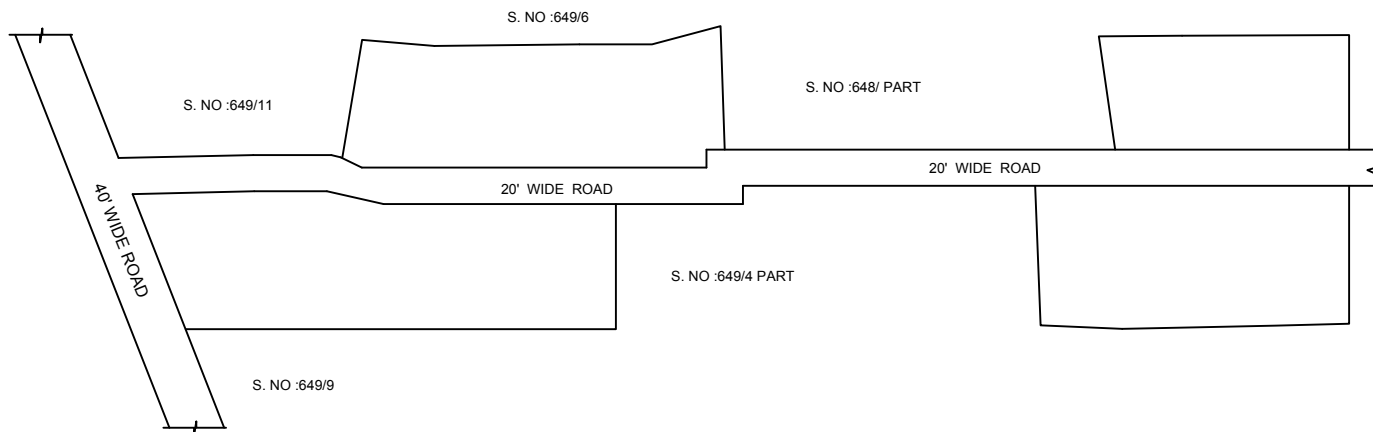 S. NO :649/6
S. NO :648/ PART
S. NO :649/11
20' WIDE ROAD
20' WIDE ROAD
40' WIDE ROAD
S. NO :649/4 PART
S. NO :649/9